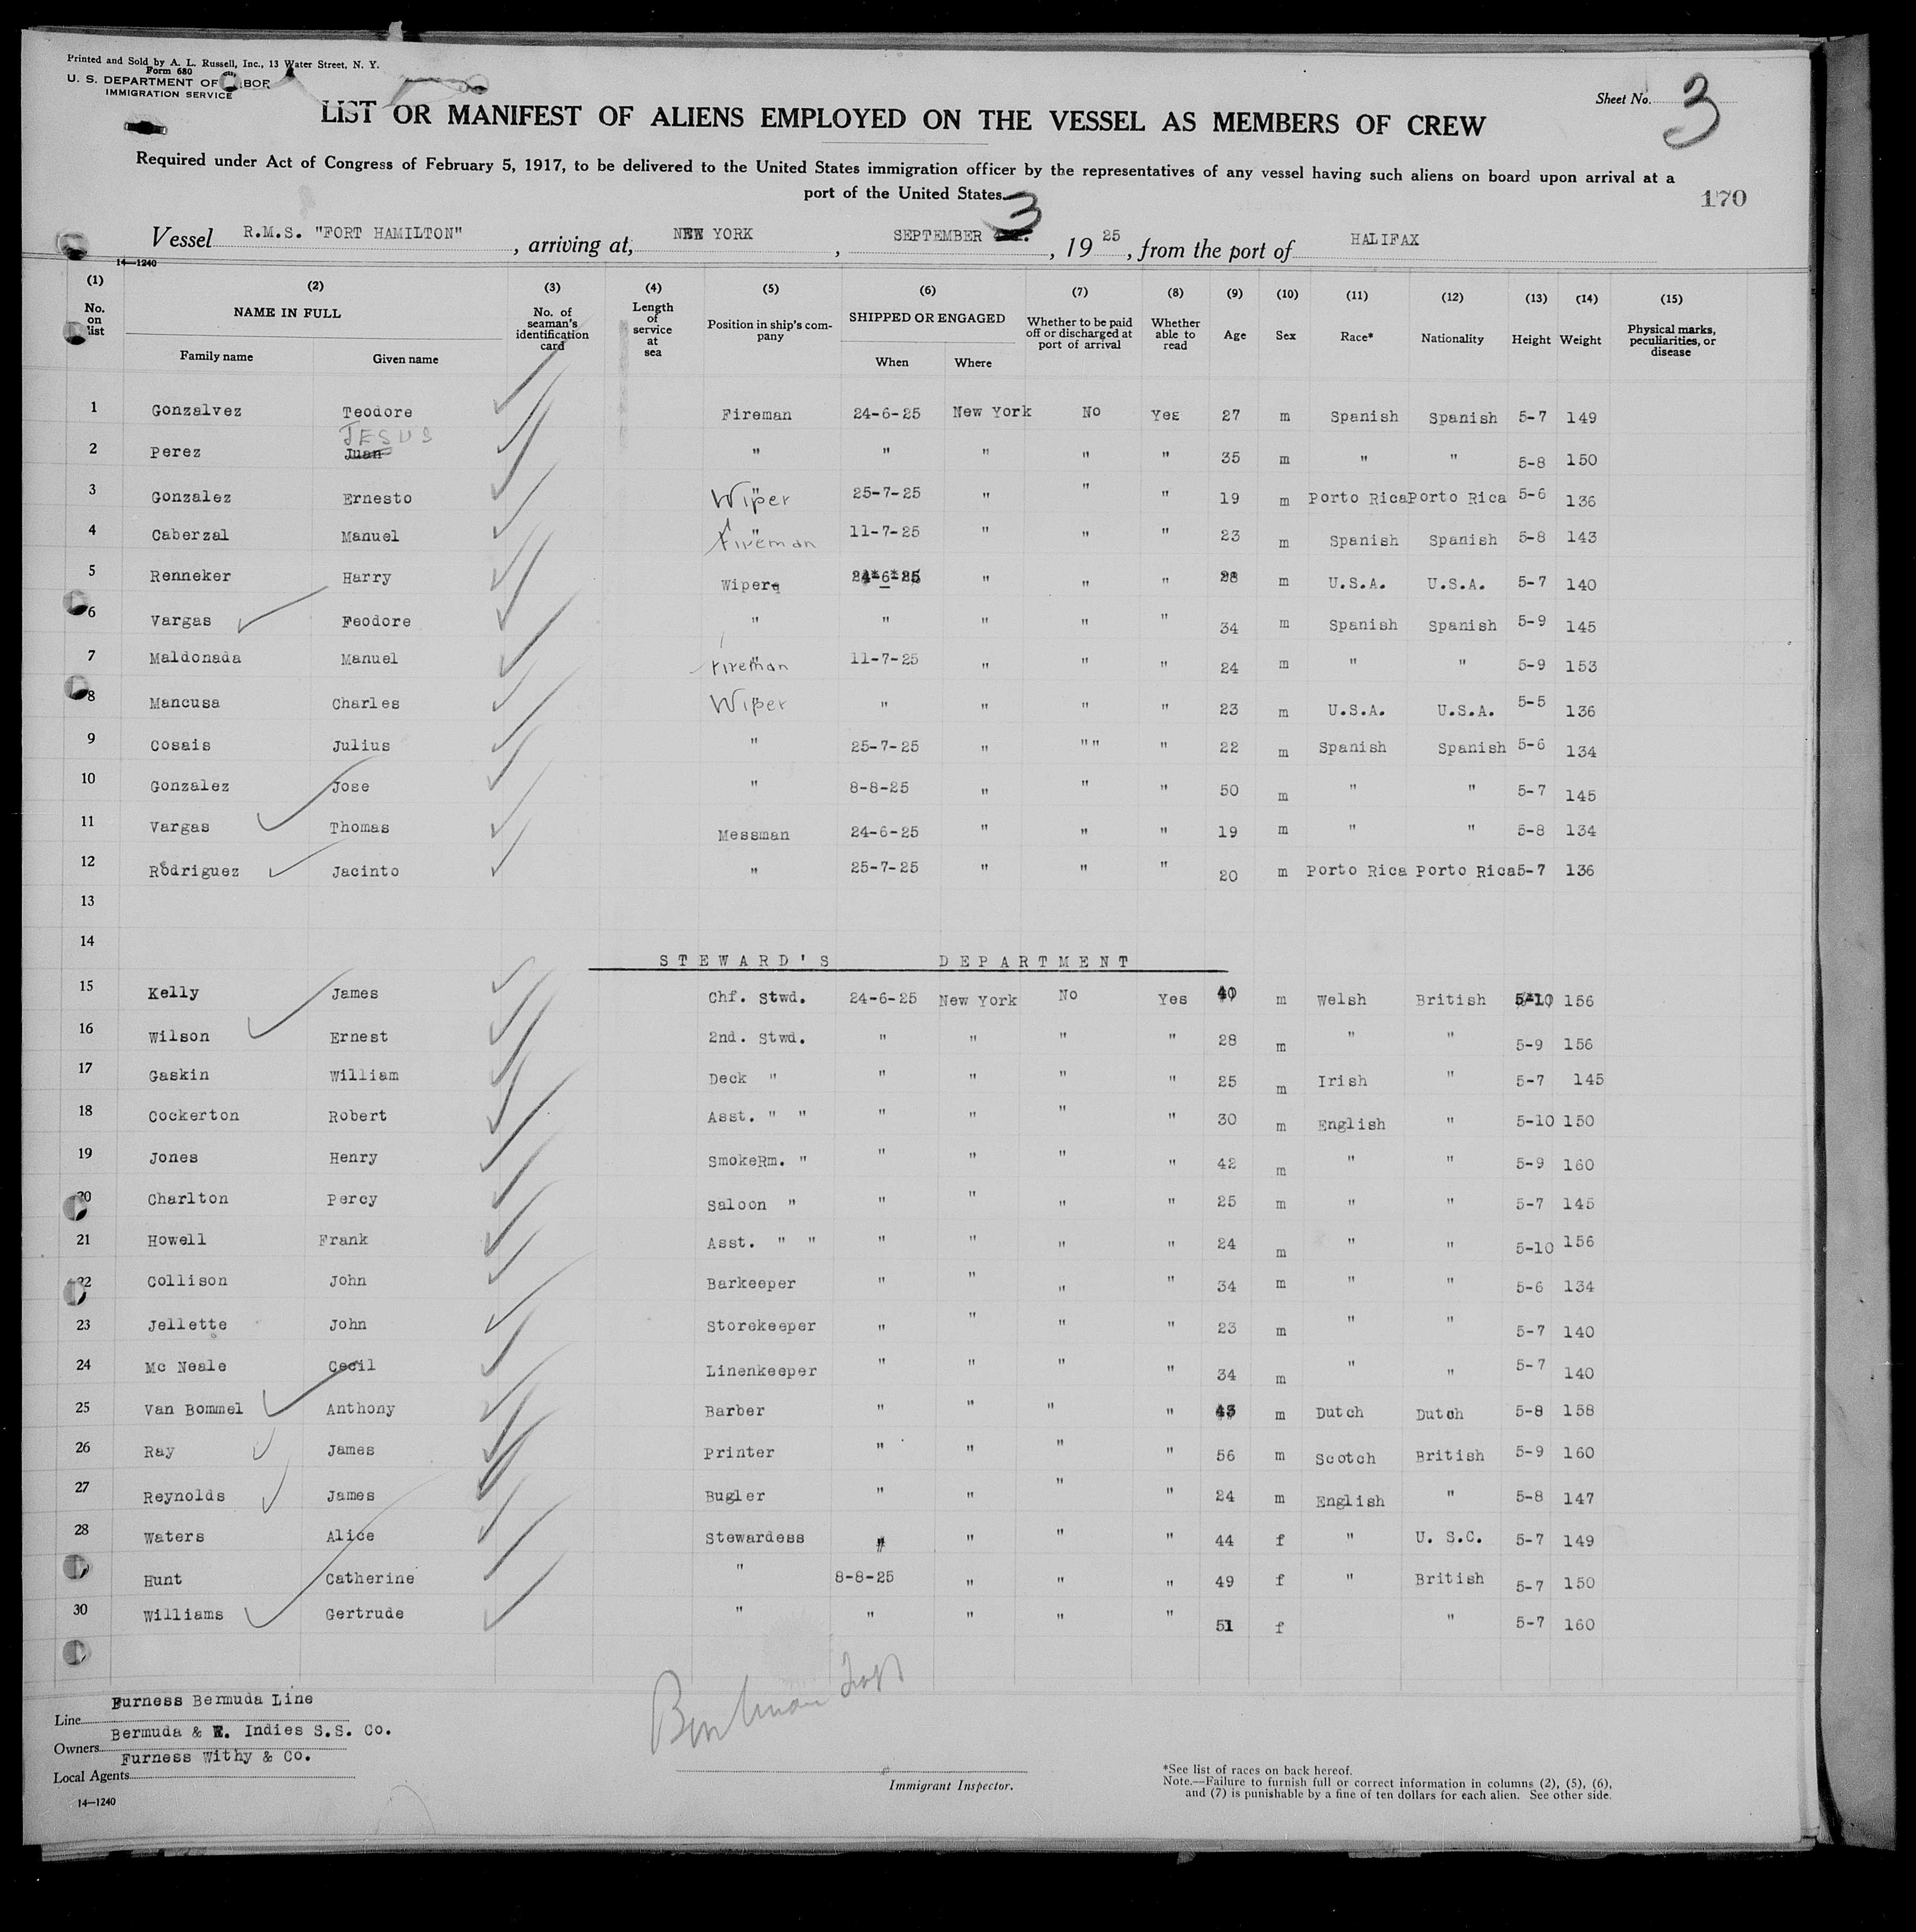 Printed and Sold by A. L. Russell, Inc., 13 Water Street, N. Y.
Form 680
U. S. DEPARTMENT OF LABOR
IMMIGRATION SERVICE
Sheet No. 3
LIST OR MANIFEST OF ALIENS EMPLOYED ON THE VESSEL AS MEMBERS OF CREW
Required under Act of Congress of February 5, 1917, to be delivered to the United States immigration officer by the representatives of any vessel having such aliens on board upon arrival at a
port of the United States.
170
Vessel R.M.S. "FORT HAMILTON", arriving at, NEW YORK, SEPTEMBER 3, 1925, from the port of HALIFAX
14—1240
(1) (2) (3) (4) (5) (6) (7) (8) (9) (10) (11) (12) (13) (14) (15)
No. on list NAME IN FULL No. of seaman's identification card Length of service at sea Position in ship's company SHIPPED OR ENGAGED Whether to be paid off or discharged at port of arrival Whether able to read Age Sex Race* Nationality Height Weight Physical marks, peculiarities, or disease
Family name Given name When Where
1 Gonzalvez Teodore Fireman 24-6-25 New York No Yes 27 m Spanish Spanish 5-7 149
JESUS
2 Perez Juan " " " " " 35 m " " 5-8 150
3 Gonzalez Ernesto " Wiper 25-7-25 " " " 19 m Porto Rica Porto Rica 5-6 136
4 Caberzal Manuel " Fireman 11-7-25 " " " 23 m Spanish Spanish 5-8 143
5 Renneker Harry Wiper 24-6-25 " " " 28 m U.S.A. U.S.A. 5-7 140
6 Vargas Feodore " " " " " 34 m Spanish Spanish 5-9 145
7 Maldonada Manuel " Fireman 11-7-25 " " " 24 m " " 5-9 153
8 Mancusa Charles " Wiper " " " " 23 m U.S.A. U.S.A. 5-5 136
9 Cosais Julius " 25-7-25 " " " " 22 m Spanish Spanish 5-6 134
10 Gonzalez Jose " 8-8-25 " " " 50 m " " 5-7 145
11 Vargas Thomas Messman 24-6-25 " " " 19 m " " 5-8 134
12 Rodriguez Jacinto " 25-7-25 " " " 20 m Porto Rica Porto Rica 5-7 136
13
14
STEWARD'S DEPARTMENT
15 Kelly James Chf. Stwd. 24-6-25 New York No Yes 40 m Welsh British 5-10 156
16 Wilson Ernest 2nd. Stwd. " " " " 28 m " " 5-9 156
17 Gaskin William Deck " " " " " 25 m Irish " 5-7 145
18 Cockerton Robert Asst. " " " " " " 30 m English " 5-10 150
19 Jones Henry SmokeRm. " " " " " 42 m " " 5-9 160
20 Charlton Percy Saloon " " " " " 25 m " " 5-7 145
21 Howell Frank Asst. " " " " " " 24 m " " 5-10 156
22 Collison John Barkeeper " " " " 34 m " " 5-6 134
23 Jellette John Storekeeper " " " " 23 m " " 5-7 140
24 Mc Neale Cecil Linenkeeper " " " " 34 m " " 5-7 140
25 Van Bommel Anthony Barber " " " " 43 m Dutch Dutch 5-8 158
26 Ray James Printer " " " " 56 m Scotch British 5-9 160
27 Reynolds James Bugler " " " " 24 m English " 5-8 147
28 Waters Alice Stewardess " " " " 44 f " U. S.C. 5-7 149
Hunt Catherine " 8-8-25 " " " 49 f " British 5-7 150
30 Williams Gertrude " " " " " 51 f " 5-7 160
Line Furness Bermuda Line
Owners Bermuda & W. Indies S.S. Co.
Local Agents Furness Withy & Co.
14—1240
Immigrant Inspector.
*See list of races on back hereof.
Note.—Failure to furnish full or correct information in columns (2), (5), (6),
and (7) is punishable by a fine of ten dollars for each alien. See other side.